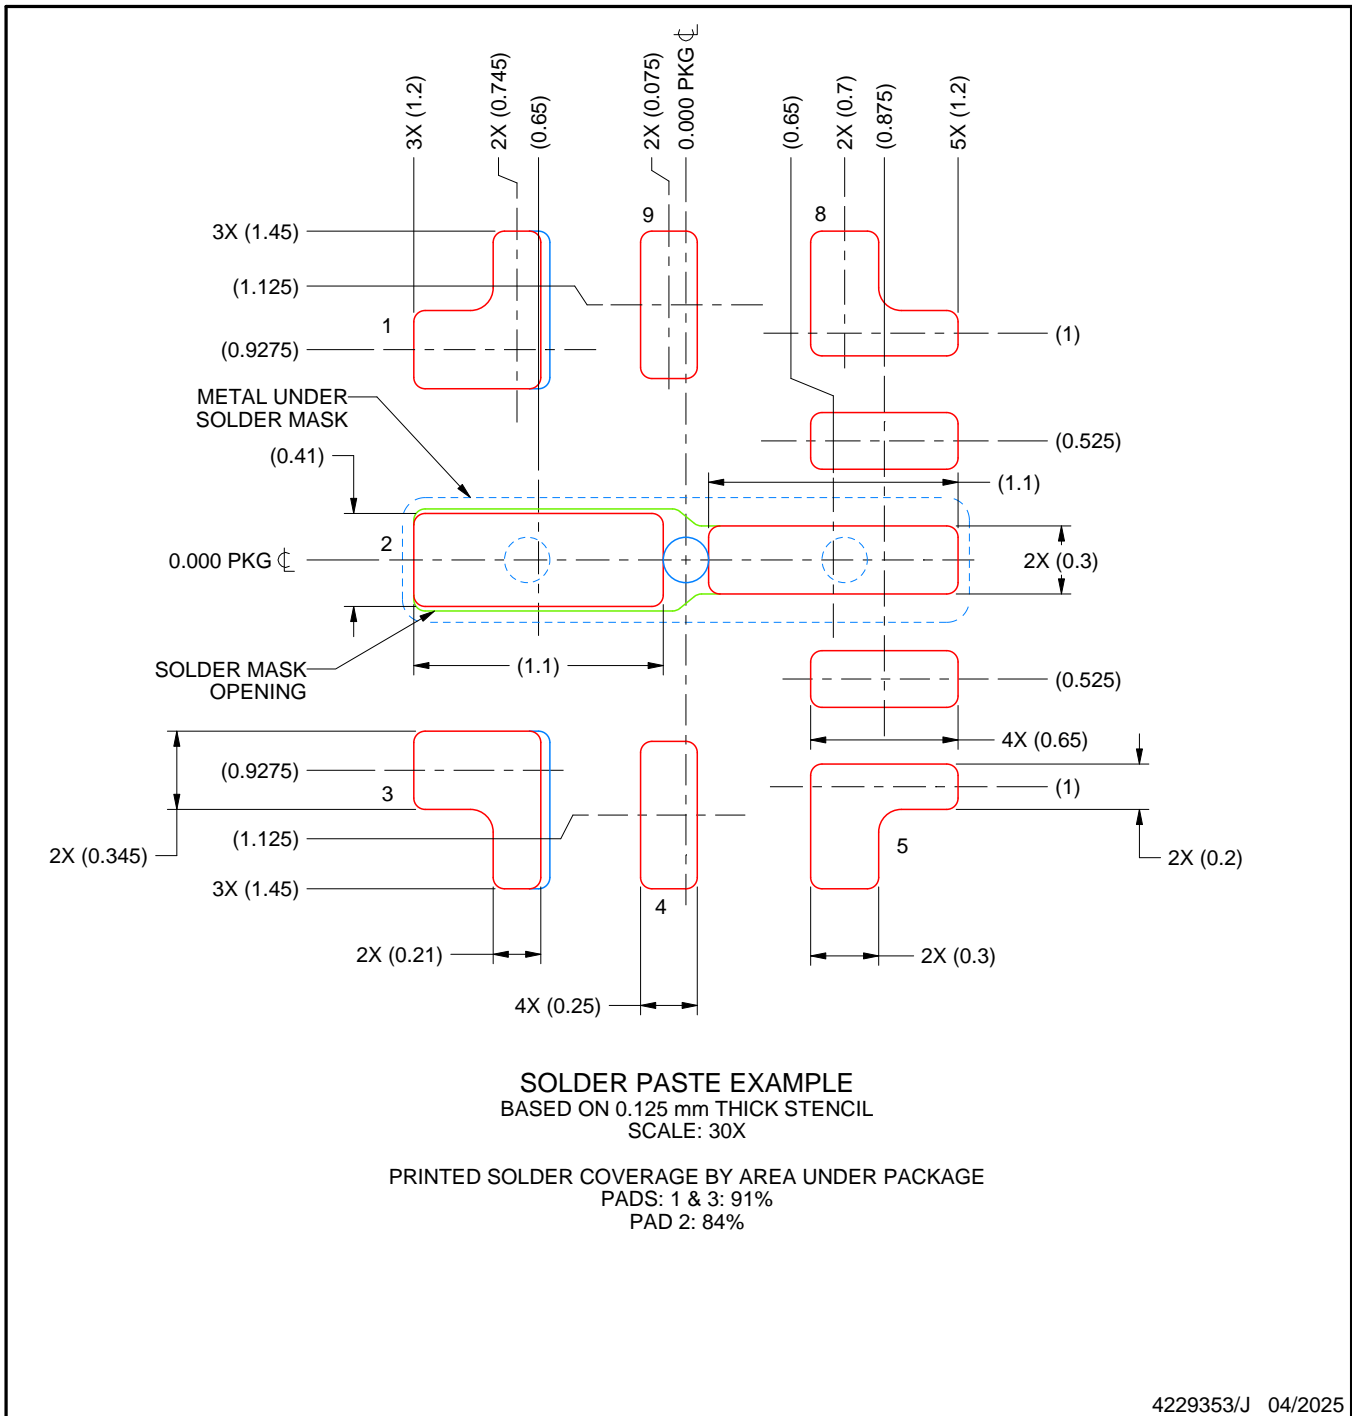 3X (1.2)
2X (0.745)
(0.65)
2X (0.075)
0.000 PKG ℄
(0.65)
2X (0.7)
(0.875)
5X (1.2)
9
8
3X (1.45)
(1.125)
1
(1)
(0.9275)
METAL UNDER
SOLDER MASK
(0.525)
(0.41)
(1.1)
2
0.000 PKG ℄
2X (0.3)
SOLDER MASK
OPENING
(1.1)
(0.525)
4X (0.65)
(0.9275)
3
(1)
(1.125)
5
2X (0.345)
2X (0.2)
3X (1.45)
4
2X (0.21)
2X (0.3)
4X (0.25)
SOLDER PASTE EXAMPLE
BASED ON 0.125 mm THICK STENCIL
SCALE: 30X
PRINTED SOLDER COVERAGE BY AREA UNDER PACKAGE
PADS: 1 & 3: 91%
PAD 2: 84%
4229353/J 04/2025